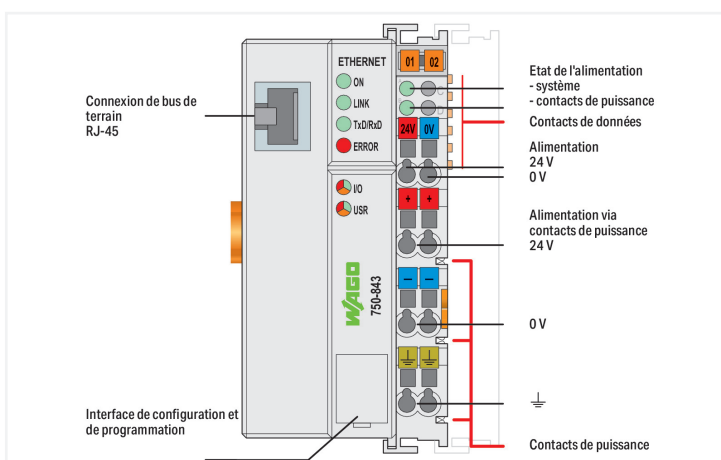 ETHERNET
ON
LINK
TxD/RxD
ERROR
I/O
USR
WAGO
750-843
01 02
C
C
24V 0V
+ +
— —
Connexion de bus de
terrain
RJ-45
Interface de configuration et
de programmation
Etat de l'alimentation
- système
- contacts de puissance
Contacts de données
Alimentation
24 V
0 V
Alimentation via
contacts de puissance
24 V
0 V
Contacts de puissance